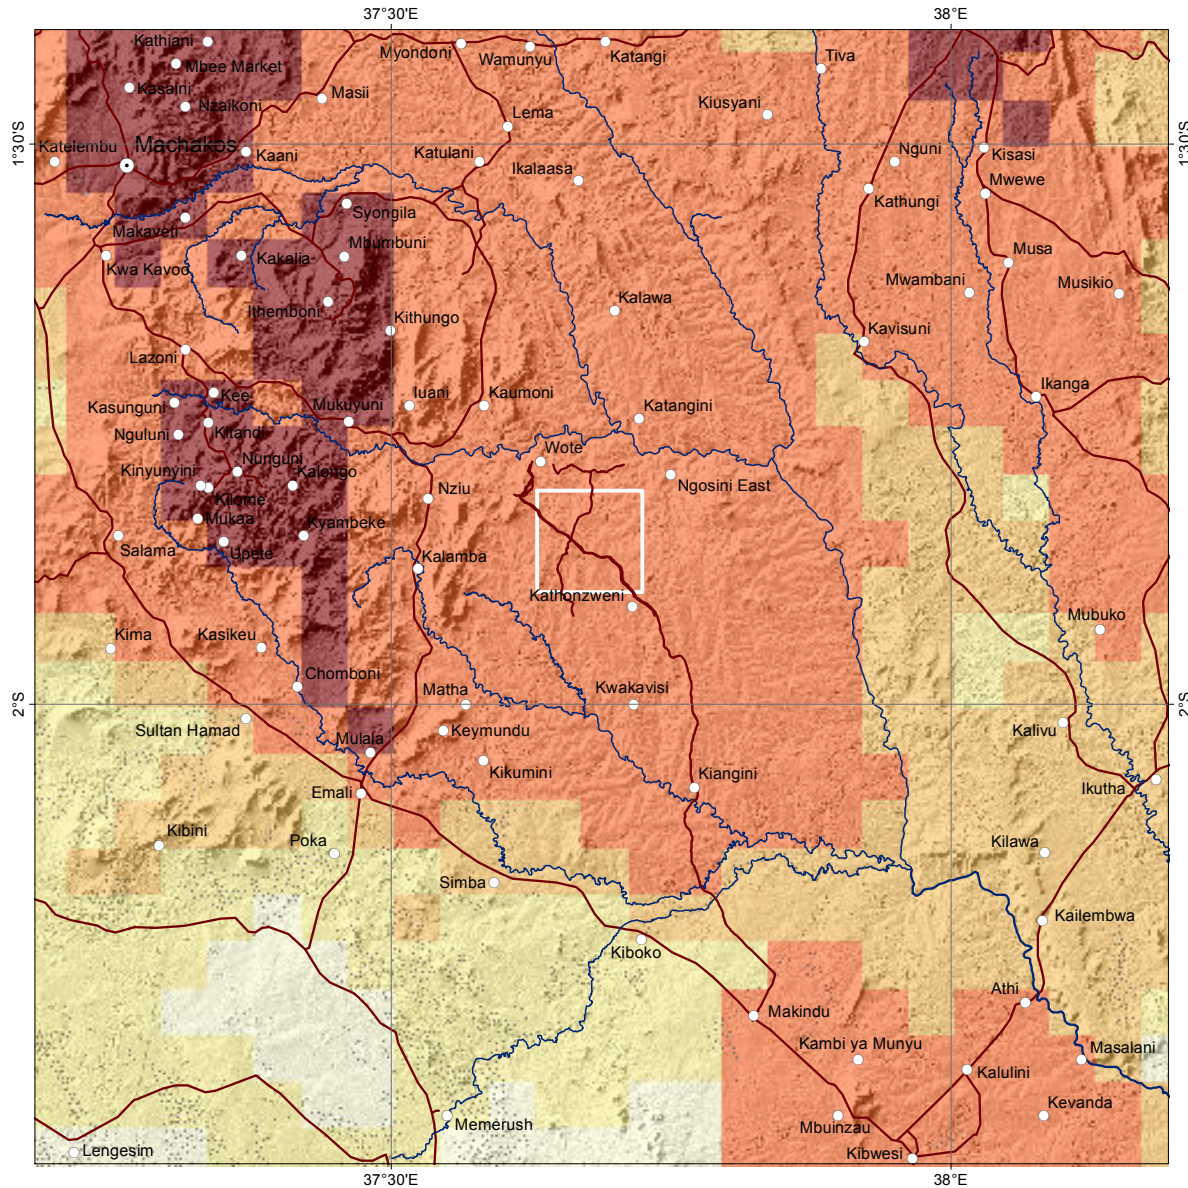 37°30'E
38°E
Kathiani
Myondoni
Wamunyu
Katangi
Tiva
Mbee Market
Kasaini
Nzaikoni
Masii
Kiusyani
Lema
1°30'S
1°30'S
Katelembu
Machakos
Kaani
Katulani
Ikalaasa
Nguni
Kisasi
Mwewe
Kathungi
Syongila
Makaveti
Mbumbuni
Kwa Kavoo
Kakalia
Musa
Mwambani
Musikio
Ithemboni
Kalawa
Kithungo
Kavisuni
Lazoni
Kee
Iuani
Kaumoni
Ikanga
Kasunguni
Mukuyuni
Katangini
Nguluni
Kitandi
Wote
Kinyunyini
Nunguni
Kalongo
Ngosini East
Nziu
Kilome
Mukaa
Kyambeke
Salama
Upete
Kalamba
Kathonzweni
Mubuko
Kima
Kasikeu
Chomboni
Matha
Kwakavisi
2°S
2°S
Sultan Hamad
Keymundu
Kalivu
Mulala
Kikumini
Kiangini
Emali
Ikutha
Kibini
Poka
Kilawa
Simba
Kailembwa
Kiboko
Athi
Makindu
Kambi ya Munyu
Masalani
Kalulini
Memerush
Mbuinzau
Kevanda
Lengesim
Kibwesi
37°30'E
38°E